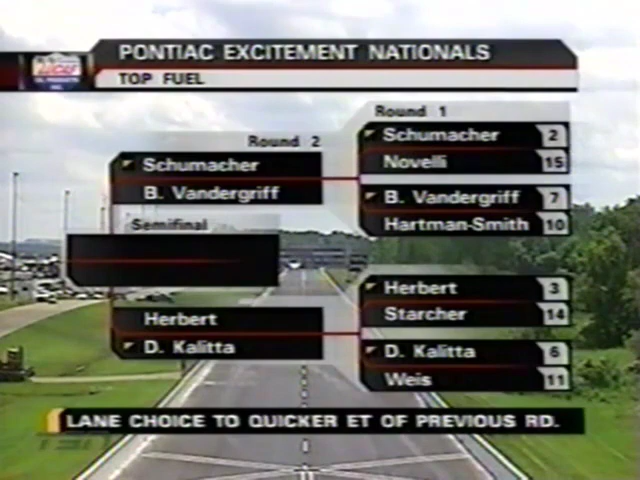 PONTIAC EXCITEMENT NATIONALS
LUCAS
TOP FUEL
Round 1
Schumacher 2
Novelli 15
B. Vandergriff 7
Hartman-Smith 10
Round 2
Schumacher
B. Vandergriff
Semifinal
Herbert 3
Starcher 14
D. Kalitta 6
Weis 11
Herbert
D. Kalitta
LANE CHOICE TO QUICKER ET OF PREVIOUS RD.
TSN